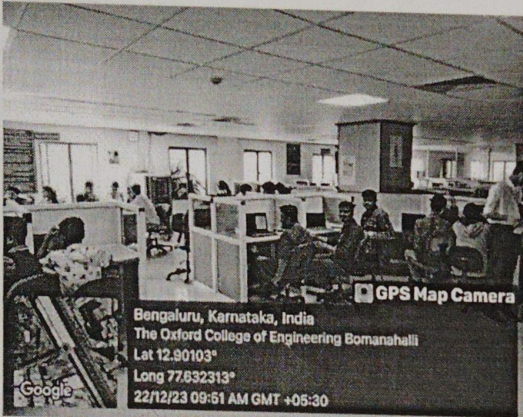 GPS Map Camera
Bengaluru, Karnataka, India
The Oxford College of Engineering Bomanahalli
Lat 12.90103°
Long 77.632313°
22/12/23 09:51 AM GMT +05:30
Google